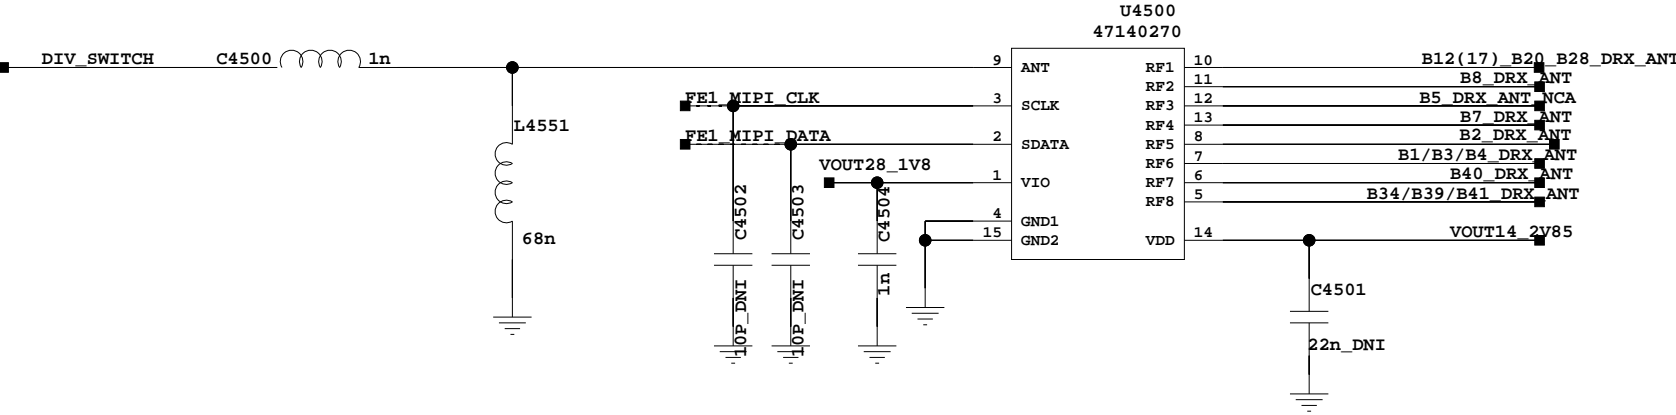 U4500
47140270
DIV_SWITCH C4500 1n
L4551
68n
FE1_MIPI_CLK
FE1_MIPI_DATA
VOUT28_1V8
C4502
10P_DNI
C4503
10P_DNI
C4504
1n
9 ANT RF1 10 B12(17)_B20_B28_DRX_ANT
RF2 11 B8_DRX_ANT
3 SCLK RF3 12 B5_DRX_ANT_NCA
RF4 13 B7_DRX_ANT
2 SDATA RF5 8 B2_DRX_ANT
RF6 7 B1/B3/B4_DRX_ANT
1 VIO RF7 6 B40_DRX_ANT
RF8 5 B34/B39/B41_DRX_ANT
4 GND1
15 GND2 VDD 14 VOUT14_2V85
C4501
22n_DNI